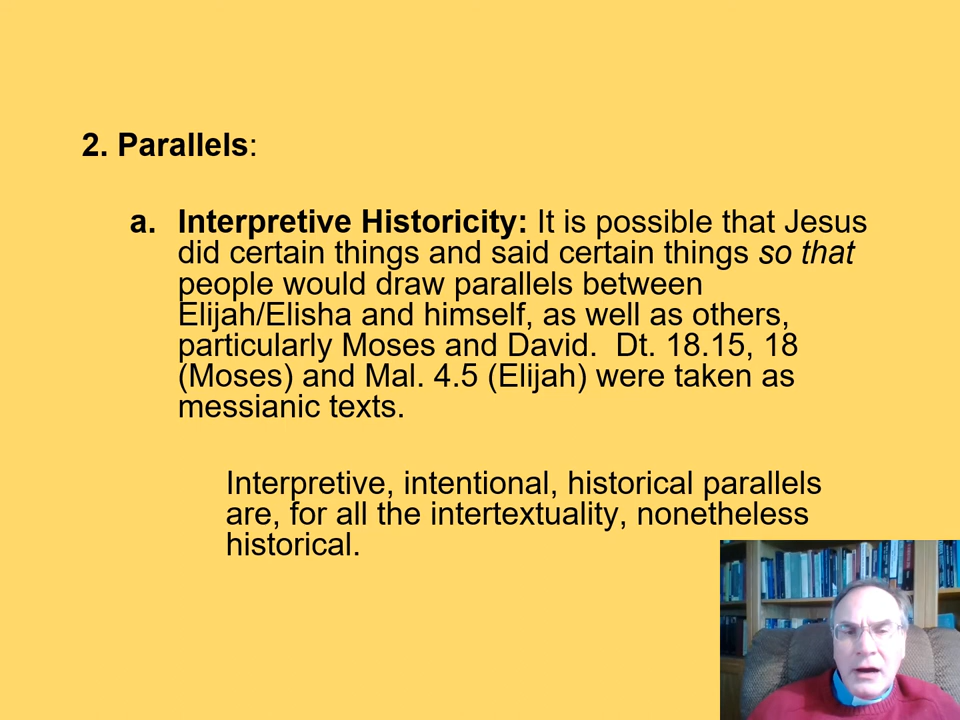 2. Parallels:
a. Interpretive Historicity: It is possible that Jesus
did certain things and said certain things so that
people would draw parallels between
Elijah/Elisha and himself, as well as others,
particularly Moses and David.  Dt. 18.15, 18
(Moses) and Mal. 4.5 (Elijah) were taken as
messianic texts.
Interpretive, intentional, historical parallels
are, for all the intertextuality, nonetheless
historical.